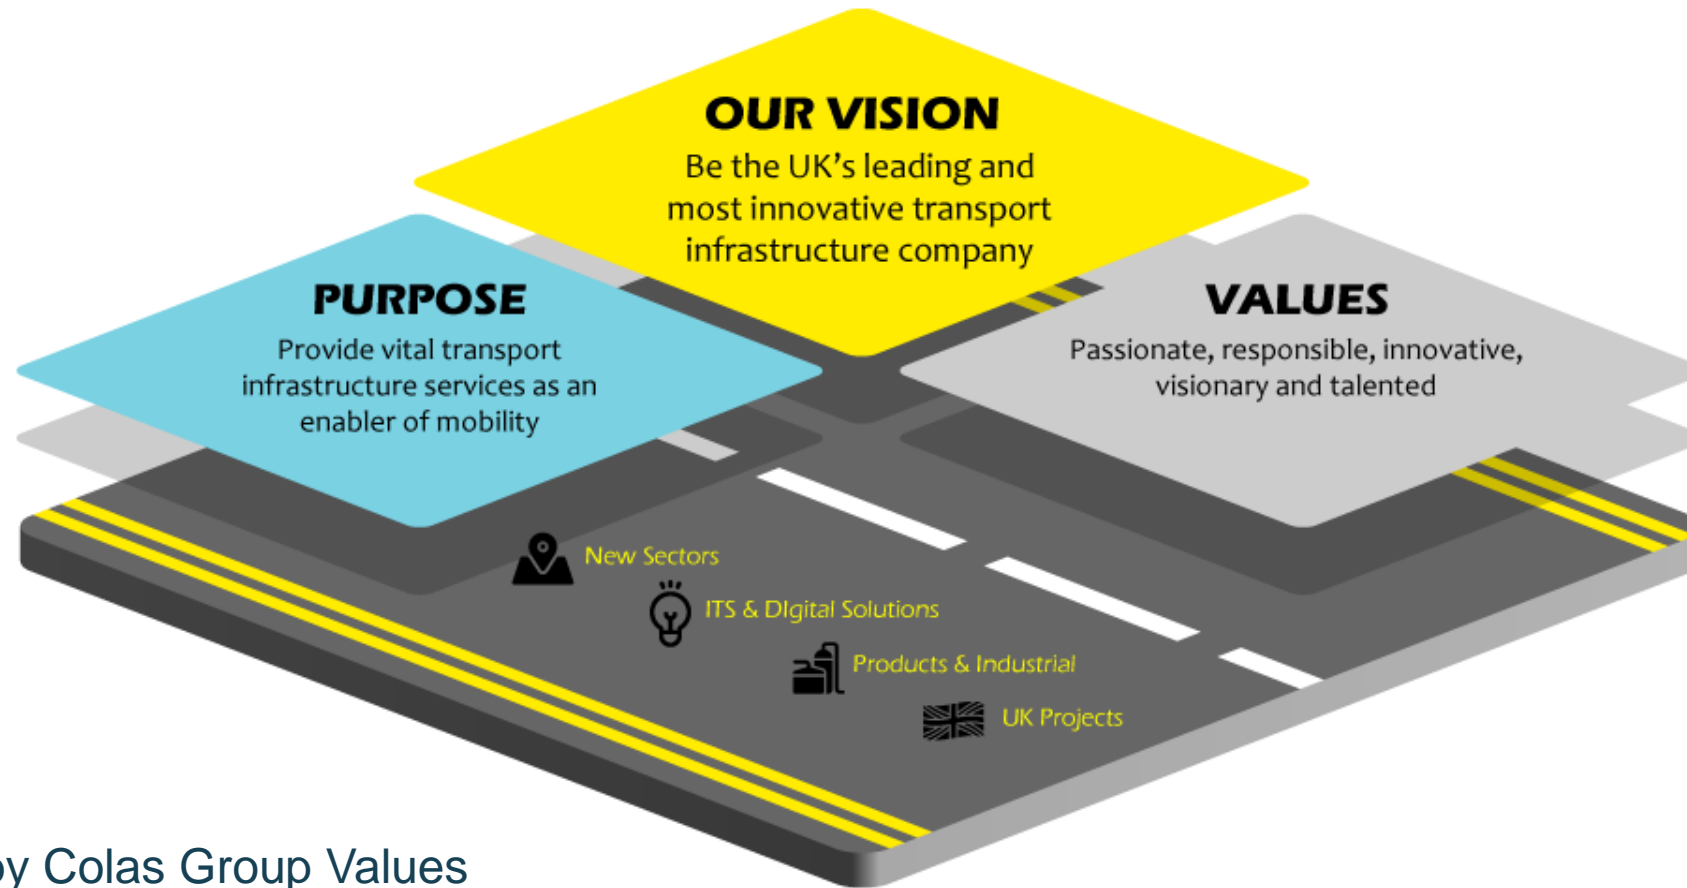 OUR VISION
Be the UK's leading and
most innovative transport
infrastructure company
PURPOSE
Provide vital transport
infrastructure services as an
enabler of mobility
VALUES
Passionate, responsible, innovative,
visionary and talented
New Sectors
ITS & DIgital Solutions
Products & Industrial
UK Projects
by Colas Group Values